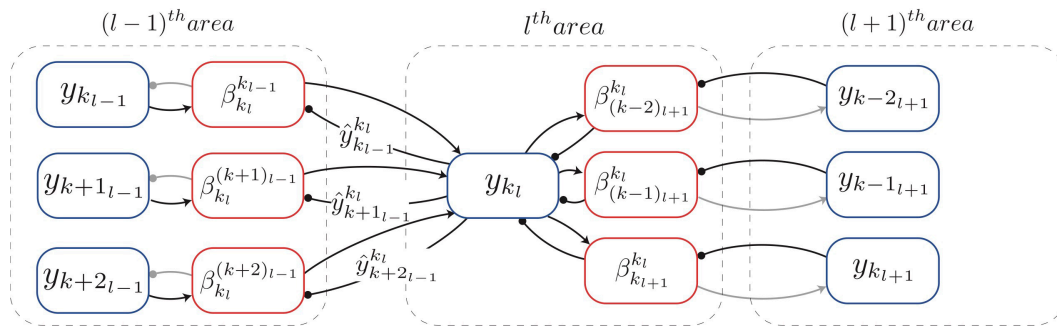 (l − 1)^{th} area
l^{th} area
(l + 1)^{th} area
y_{k_{l-1}}
β_{k_l}^{k_{l-1}}
ŷ_{k_{l-1}}^{k_l}
β_{(k-2)_{l+1}}^{k_l}
y_{k-2_{l+1}}
y_{k+1_{l-1}}
β_{k_l}^{(k+1)_{l-1}}
ŷ_{k+1_{l-1}}^{k_l}
y_{k_l}
β_{(k-1)_{l+1}}^{k_l}
y_{k-1_{l+1}}
y_{k+2_{l-1}}
β_{k_l}^{(k+2)_{l-1}}
ŷ_{k+2_{l-1}}^{k_l}
β_{k_{l+1}}^{k_l}
y_{k_{l+1}}